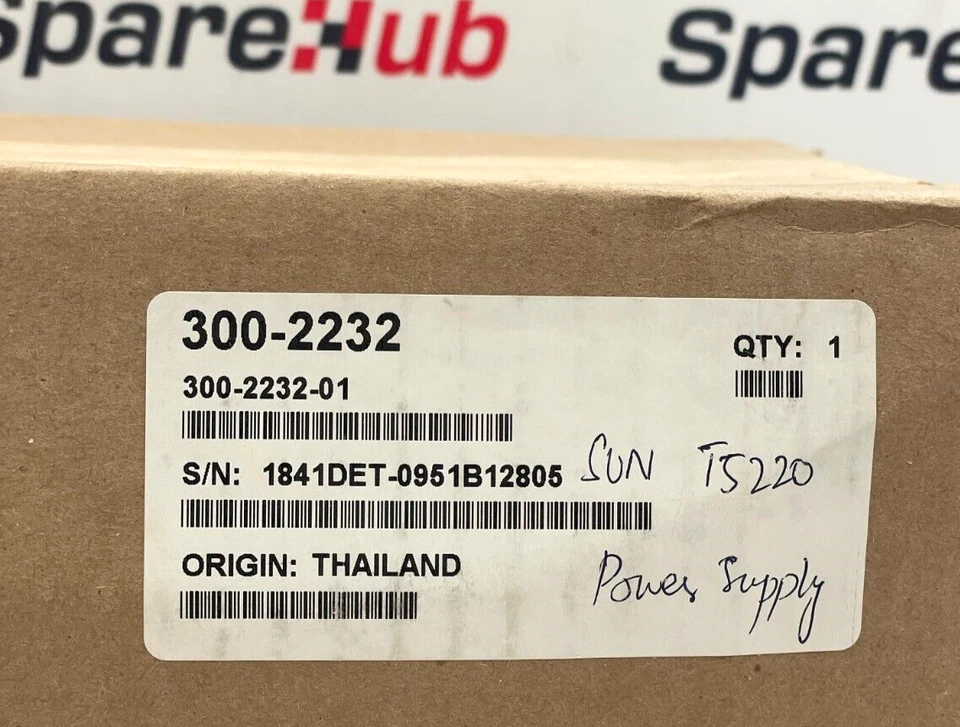 SpareHub Spare
300-2232
QTY: 1
300-2232-01
S/N: 1841DET-0951B12805
SUN T5220
ORIGIN: THAILAND
Power Supply